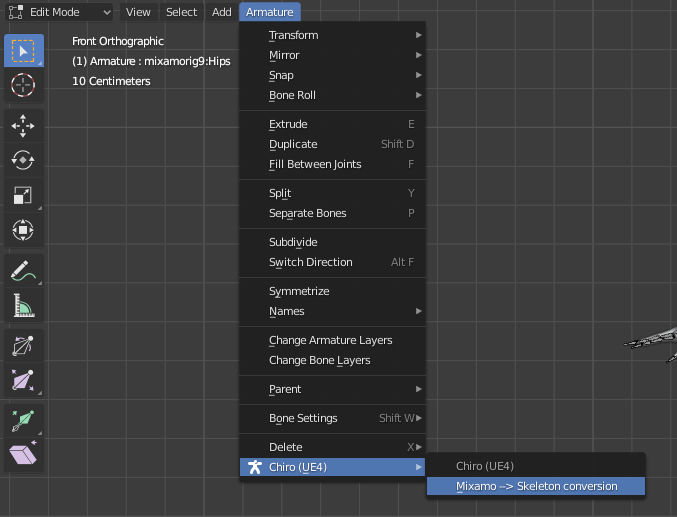 Edit Mode View Select Add Armature
Front Orthographic
(1) Armature : mixamorig9:Hips
10 Centimeters
Transform
Mirror
Snap
Bone Roll
Extrude E
Duplicate Shift D
Fill Between Joints F
Split Y
Separate Bones P
Subdivide
Switch Direction Alt F
Symmetrize
Names
Change Armature Layers
Change Bone Layers
Parent
Bone Settings Shift W
Delete X
Chiro (UE4)
Chiro (UE4)
Mixamo --> Skeleton conversion